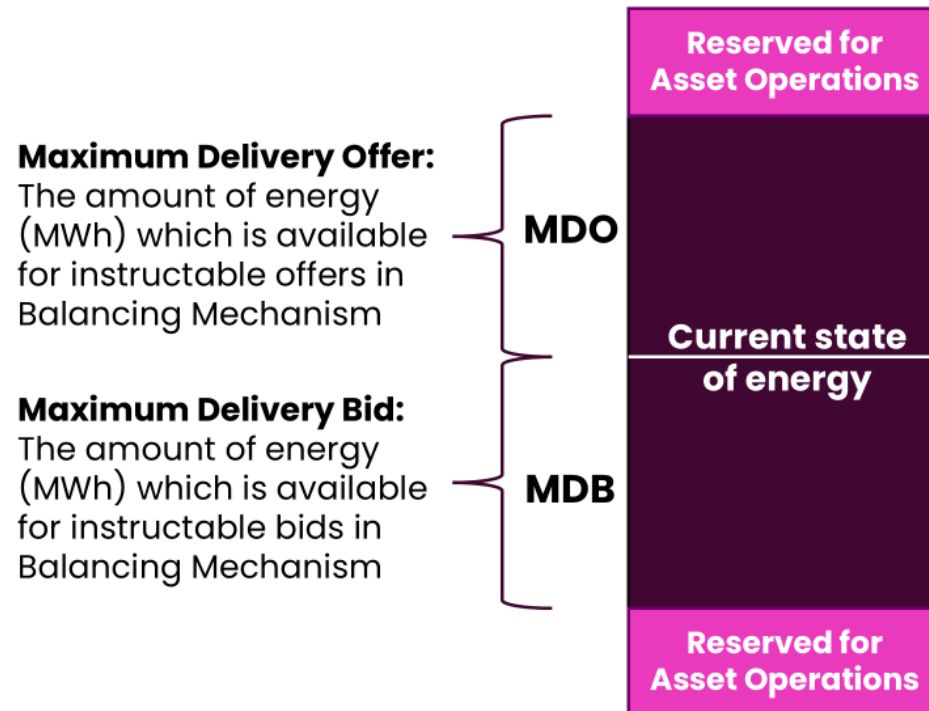 Reserved for
Asset Operations
Maximum Delivery Offer:
The amount of energy
(MWh) which is available
for instructable offers in
Balancing Mechanism
MDO
Current state
of energy
Maximum Delivery Bid:
The amount of energy
(MWh) which is available
for instructable bids in
Balancing Mechanism
MDB
Reserved for
Asset Operations